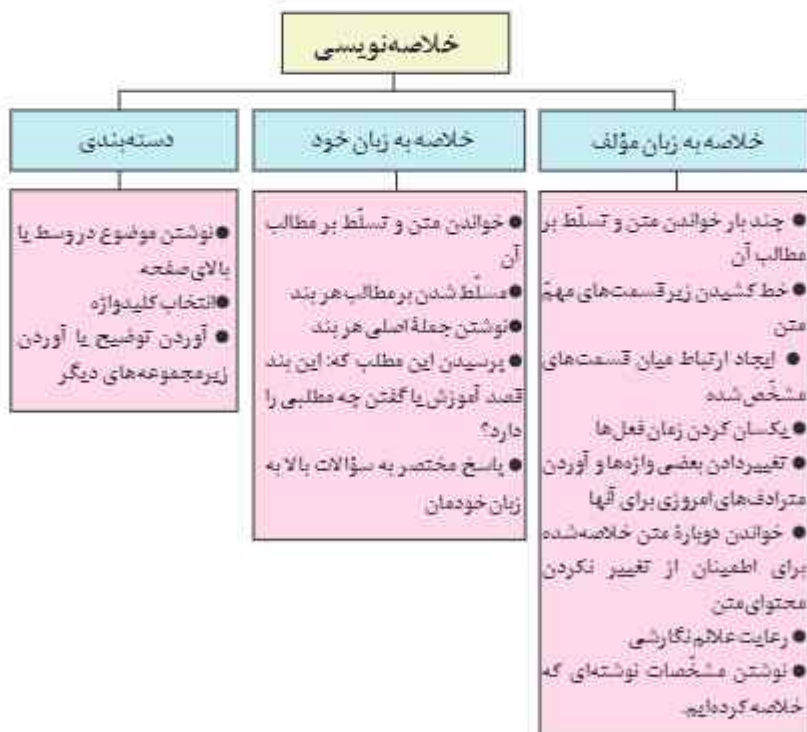 خلاصه‌نویسی
خلاصه به زبان مؤلف
● چند بار خواندن متن و تسلّط بر
مطالب آن
●خط کشیدن زیر قسمت‌های مهمّ
متن
● ایجاد ارتباط میان قسمت‌های
مشخّص‌شده
●یکسان کردن زمان فعل‌ها
●تغییردادن بعضی واژه‌ها و آوردن
مترادف‌های امروزی برای آنها
● خواندن دوبارهٔ متن خلاصه‌شده
برای اطمینان از تغییر نکردن
محتوای‌متن
●رعایت علائم نگارشی
● نوشتن مشخّصات نوشته‌ای که
خلاصه کرده‌ایم.
خلاصه به زبان خود
● خواندن متن و تسلّط بر مطالب
آن
●مسلّط شدن بر مطالب هر بند
●نوشتن جملهٔ اصلی هر بند
●پرسیدن این مطلب که: این بند
قصد آموزش یا گفتن چه مطلبی را
دارد؟
● پاسخ مختصر به سؤالات بالا به
زبان خودمان
دسته‌بندی
●نوشتن موضوع در وسط یا
بالای صفحه
●انتخاب کلیدواژه
● آوردن توضیح یا آوردن
زیرمجموعه‌های دیگر